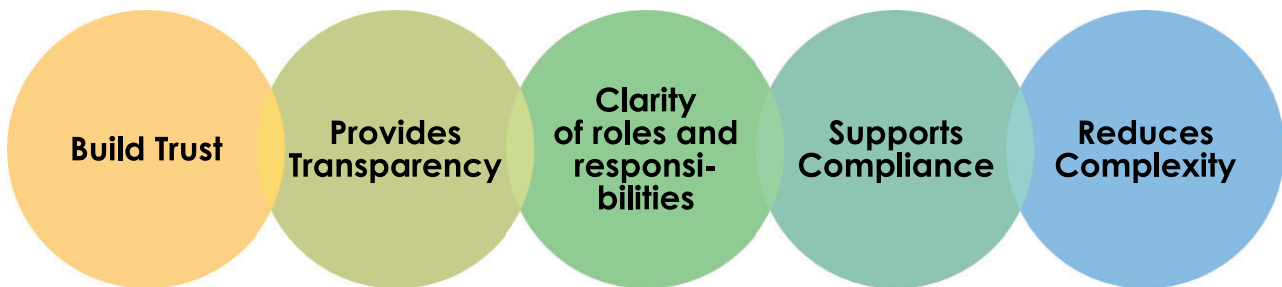 Build Trust
Provides
Transparency
Clarity
of roles and
responsi-
bilities
Supports
Compliance
Reduces
Complexity